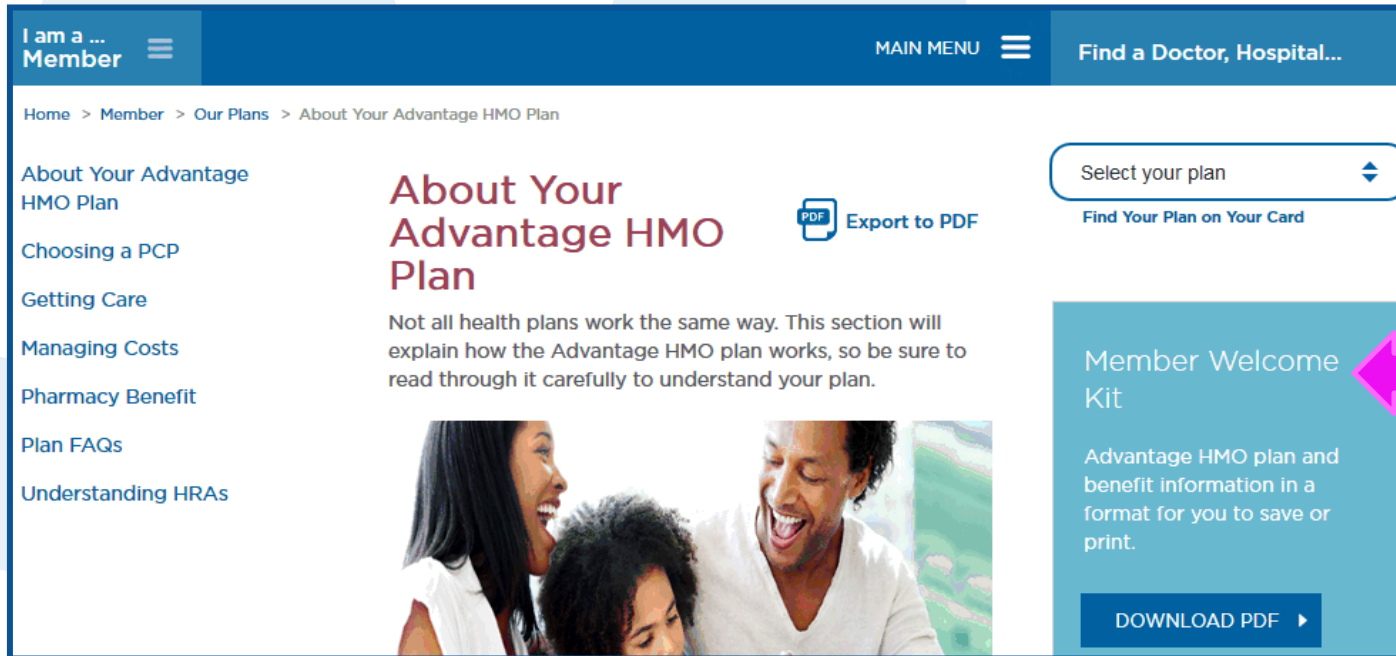 I am a ...
Member
MAIN MENU
Find a Doctor, Hospital...
Home > Member > Our Plans > About Your Advantage HMO Plan
About Your Advantage
HMO Plan
Choosing a PCP
Getting Care
Managing Costs
Pharmacy Benefit
Plan FAQs
Understanding HRAs
About Your
Advantage HMO
Plan
PDF
Export to PDF
Not all health plans work the same way. This section will
explain how the Advantage HMO plan works, so be sure to
read through it carefully to understand your plan.
Select your plan
Find Your Plan on Your Card
Member Welcome
Kit
Advantage HMO plan and
benefit information in a
format for you to save or
print.
DOWNLOAD PDF